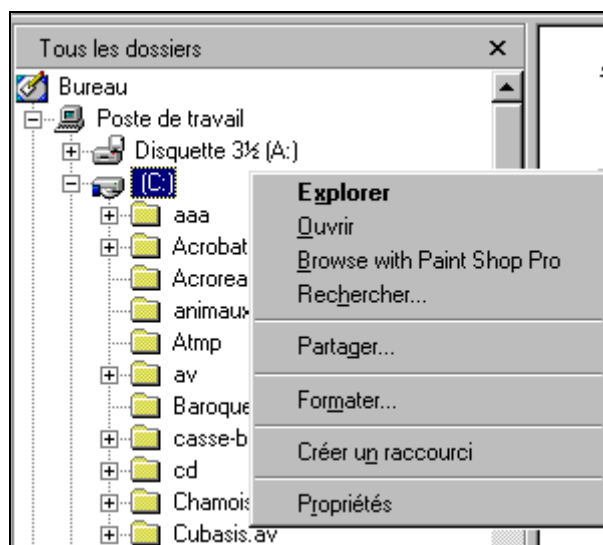 Tous les dossiers
Bureau
Poste de travail
Disquette 3½ (A:)
(C:)
aaa
Acrobat
Acrorea
animaux
Atmp
av
Baroque
casse-b
cd
Chamois
Cubasis.av
Explorer
Ouvrir
Browse with Paint Shop Pro
Rechercher...
Partager...
Formater...
Créer un raccourci
Propriétés